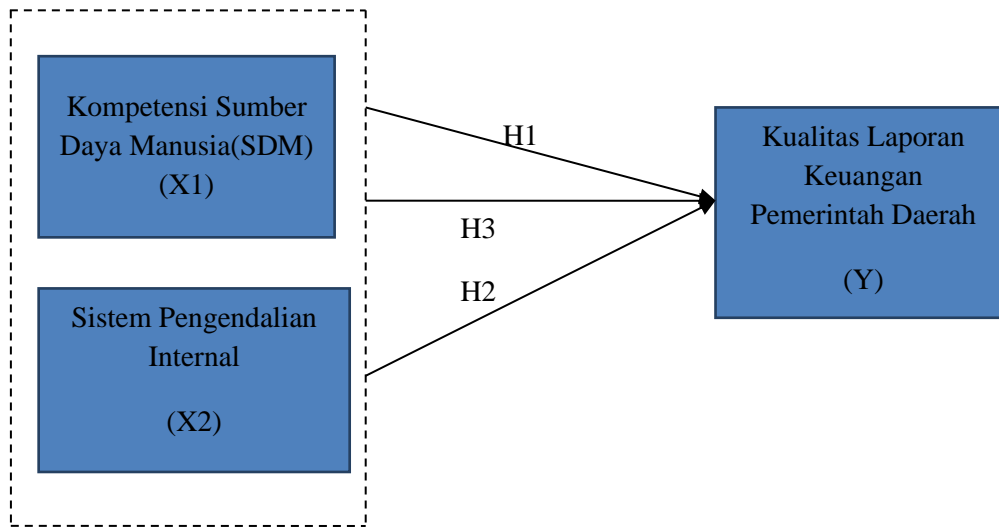 Kompetensi Sumber
Daya Manusia(SDM)
(X1)
Sistem Pengendalian
Internal
(X2)
H1
H3
H2
Kualitas Laporan
Keuangan
Pemerintah Daerah
(Y)